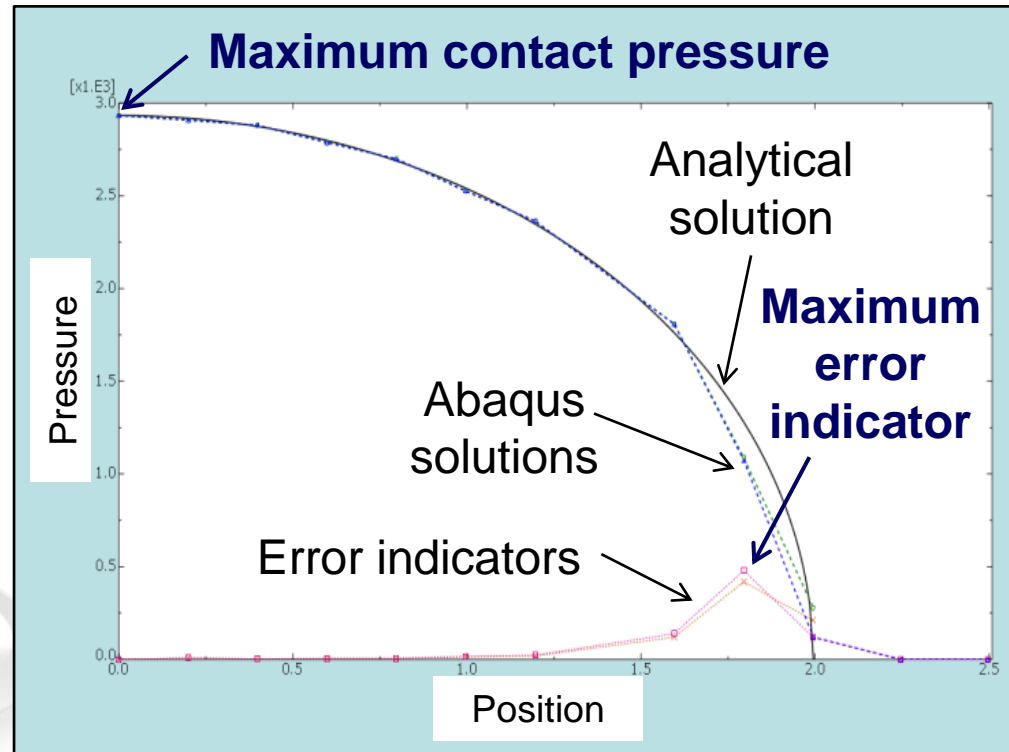 Maximum contact pressure
[x1.E3]
3.0
2.5
2.0
1.5
1.0
0.5
0.0
Pressure
Analytical
solution
Maximum
error
indicator
Abaqus
solutions
Error indicators
0.0 0.5 1.0 1.5 2.0 2.5
Position